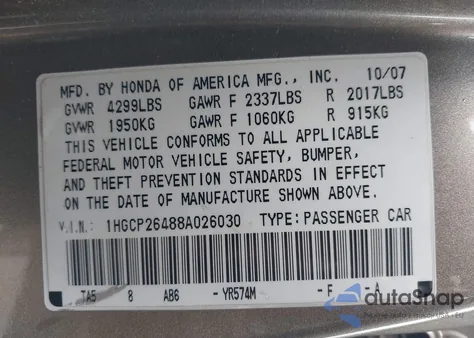 MFD. BY HONDA OF AMERICA MFG., INC. 10/07
GVWR 4299LBS GAWR F 2337LBS R 2017LBS
GVWR 1950KG GAWR F 1060KG R 915KG
THIS VEHICLE CONFORMS TO ALL APPLICABLE
FEDERAL MOTOR VEHICLE SAFETY, BUMPER,
AND THEFT PREVENTION STANDARDS IN EFFECT
ON THE DATE OF MANUFACTURE SHOWN ABOVE.
V.I.N. 1HGCP26488A026030 TYPE:PASSENGER CAR
TA5 8 AB6 -YR574M -F -A
AutoSnap